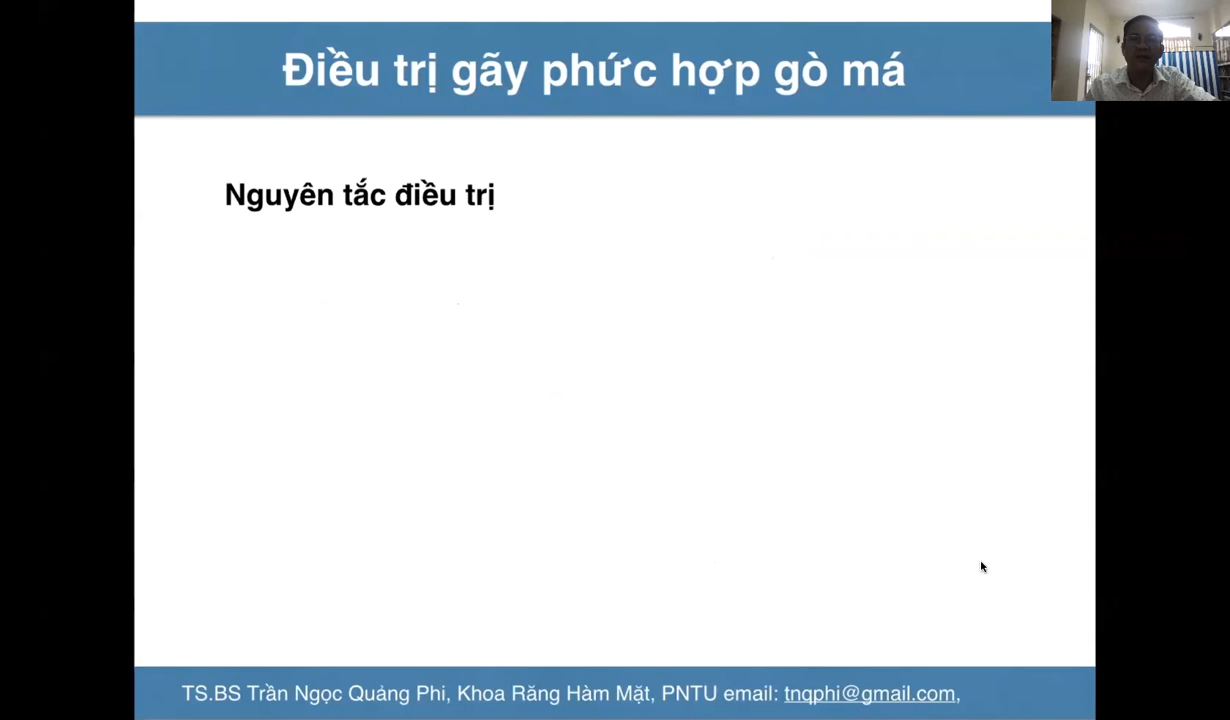 Điều trị gãy phức hợp gò má
Nguyên tắc điều trị
TS.BS Trần Ngọc Quảng Phi, Khoa Răng Hàm Mặt, PNTU email: tnqphi@gmail.com,